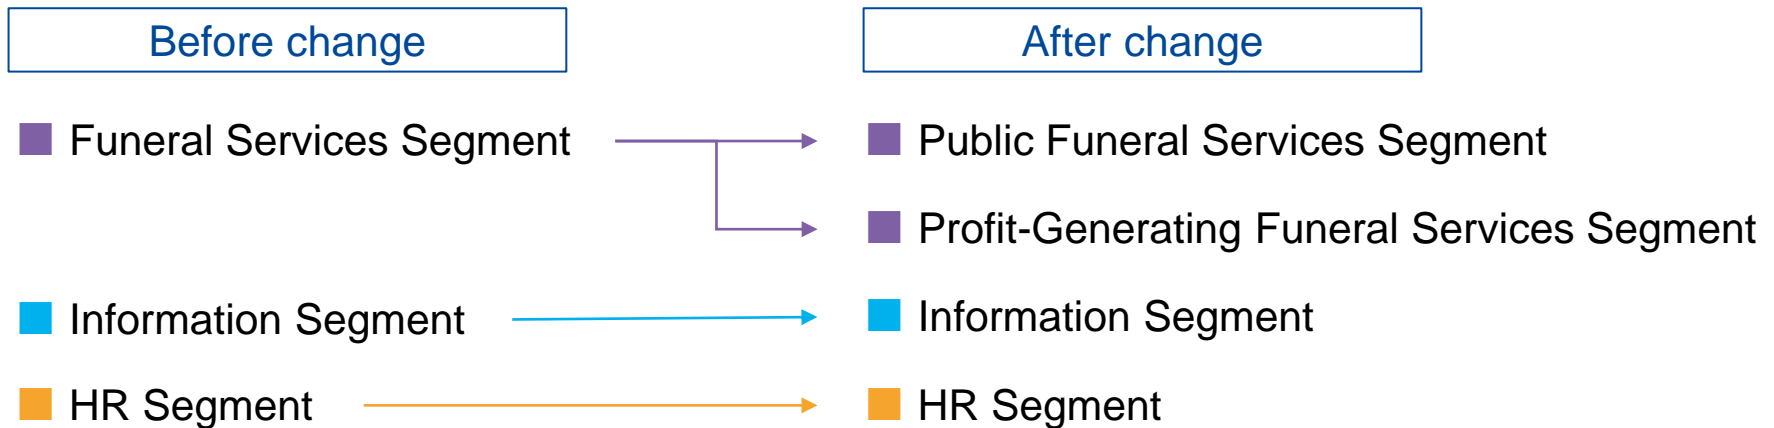 Before change
After change
Funeral Services Segment
Public Funeral Services Segment
Profit-Generating Funeral Services Segment
Information Segment
Information Segment
HR Segment
HR Segment